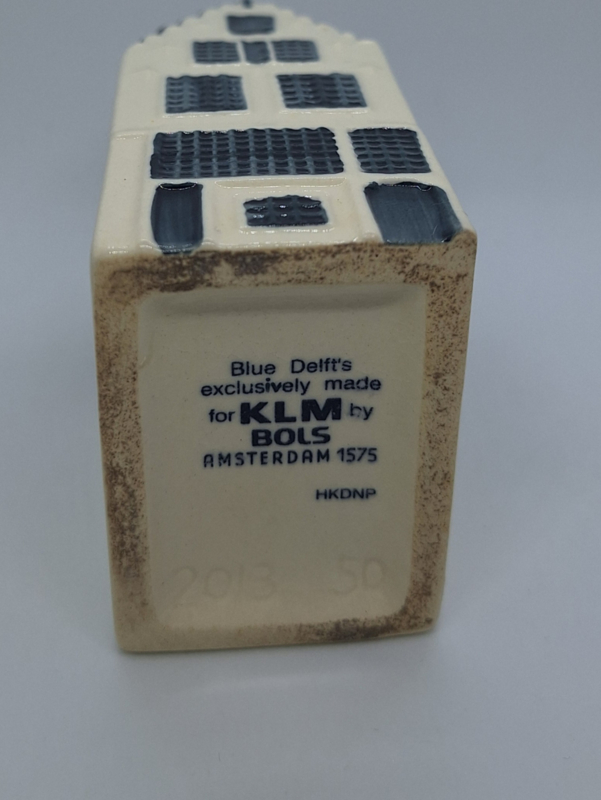 Blue Delft's
exclusively made
for KLM by
BOLS
AMSTERDAM 1575
HKDNP
2013 50